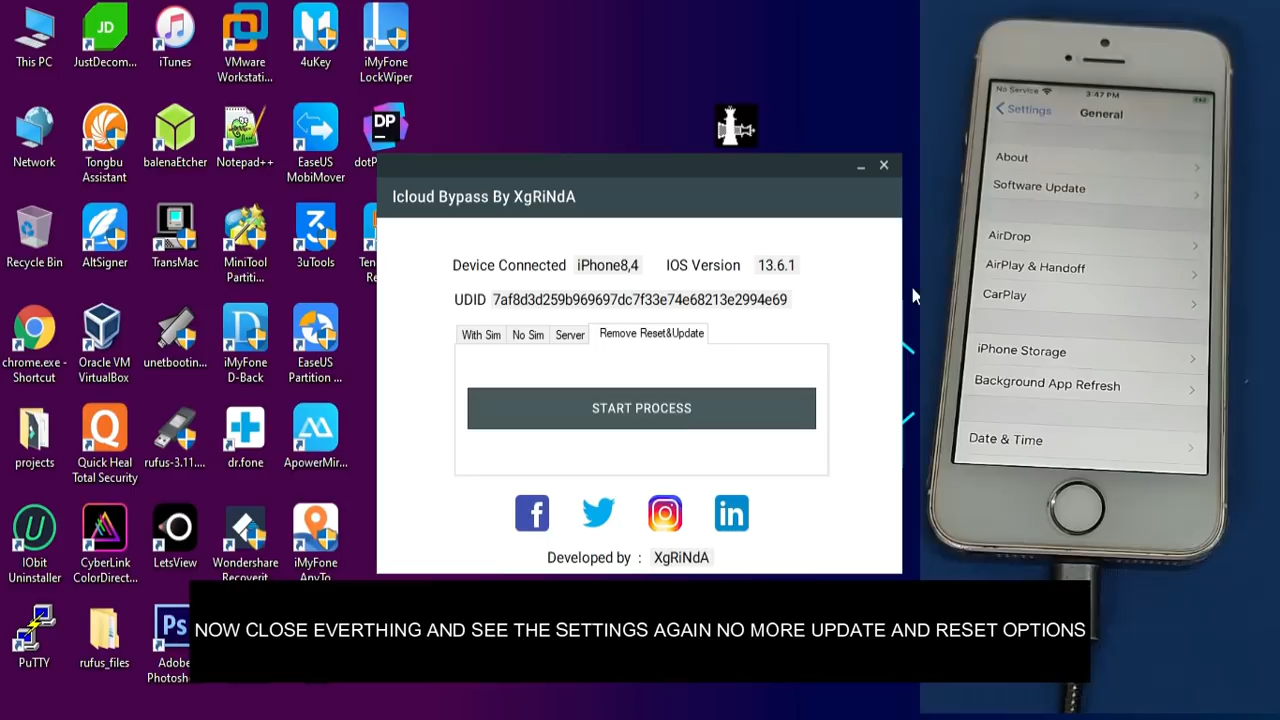 This PC
JustDecom...
iTunes
VMware
Workstati...
4uKey
iMyFone
LockWiper
Network
Tongbu
Assistant
balenaEtcher
Notepad++
EaseUS
MobiMover
Recycle Bin
AltSigner
TransMac
MiniTool
Partiti...
3uTools
chrome.exe -
Shortcut
Oracle VM
VirtualBox
unetbootin...
iMyFone
D-Back
EaseUS
Partition ...
projects
Quick Heal
Total Security
rufus-3.11....
dr.fone
ApowerMir...
IObit
Uninstaller
CyberLink
ColorDirect...
LetsView
Wondershare
Recoverit
iMyFone
AnyTo
PuTTY
rufus_files
Adobe
Photosh
JD
DP
Ps
Icloud Bypass By XgRiNdA
Device Connected iPhone8,4 IOS Version 13.6.1
UDID 7af8d3d259b969697dc7f33e74e68213e2994e69
With Sim No Sim Server Remove Reset&Update
START PROCESS
Developed by : XgRiNdA
No Service 3:47 PM
Settings General
About
Software Update
AirDrop
AirPlay & Handoff
CarPlay
iPhone Storage
Background App Refresh
Date & Time
NOW CLOSE EVERTHING AND SEE THE SETTINGS AGAIN NO MORE UPDATE AND RESET OPTIONS